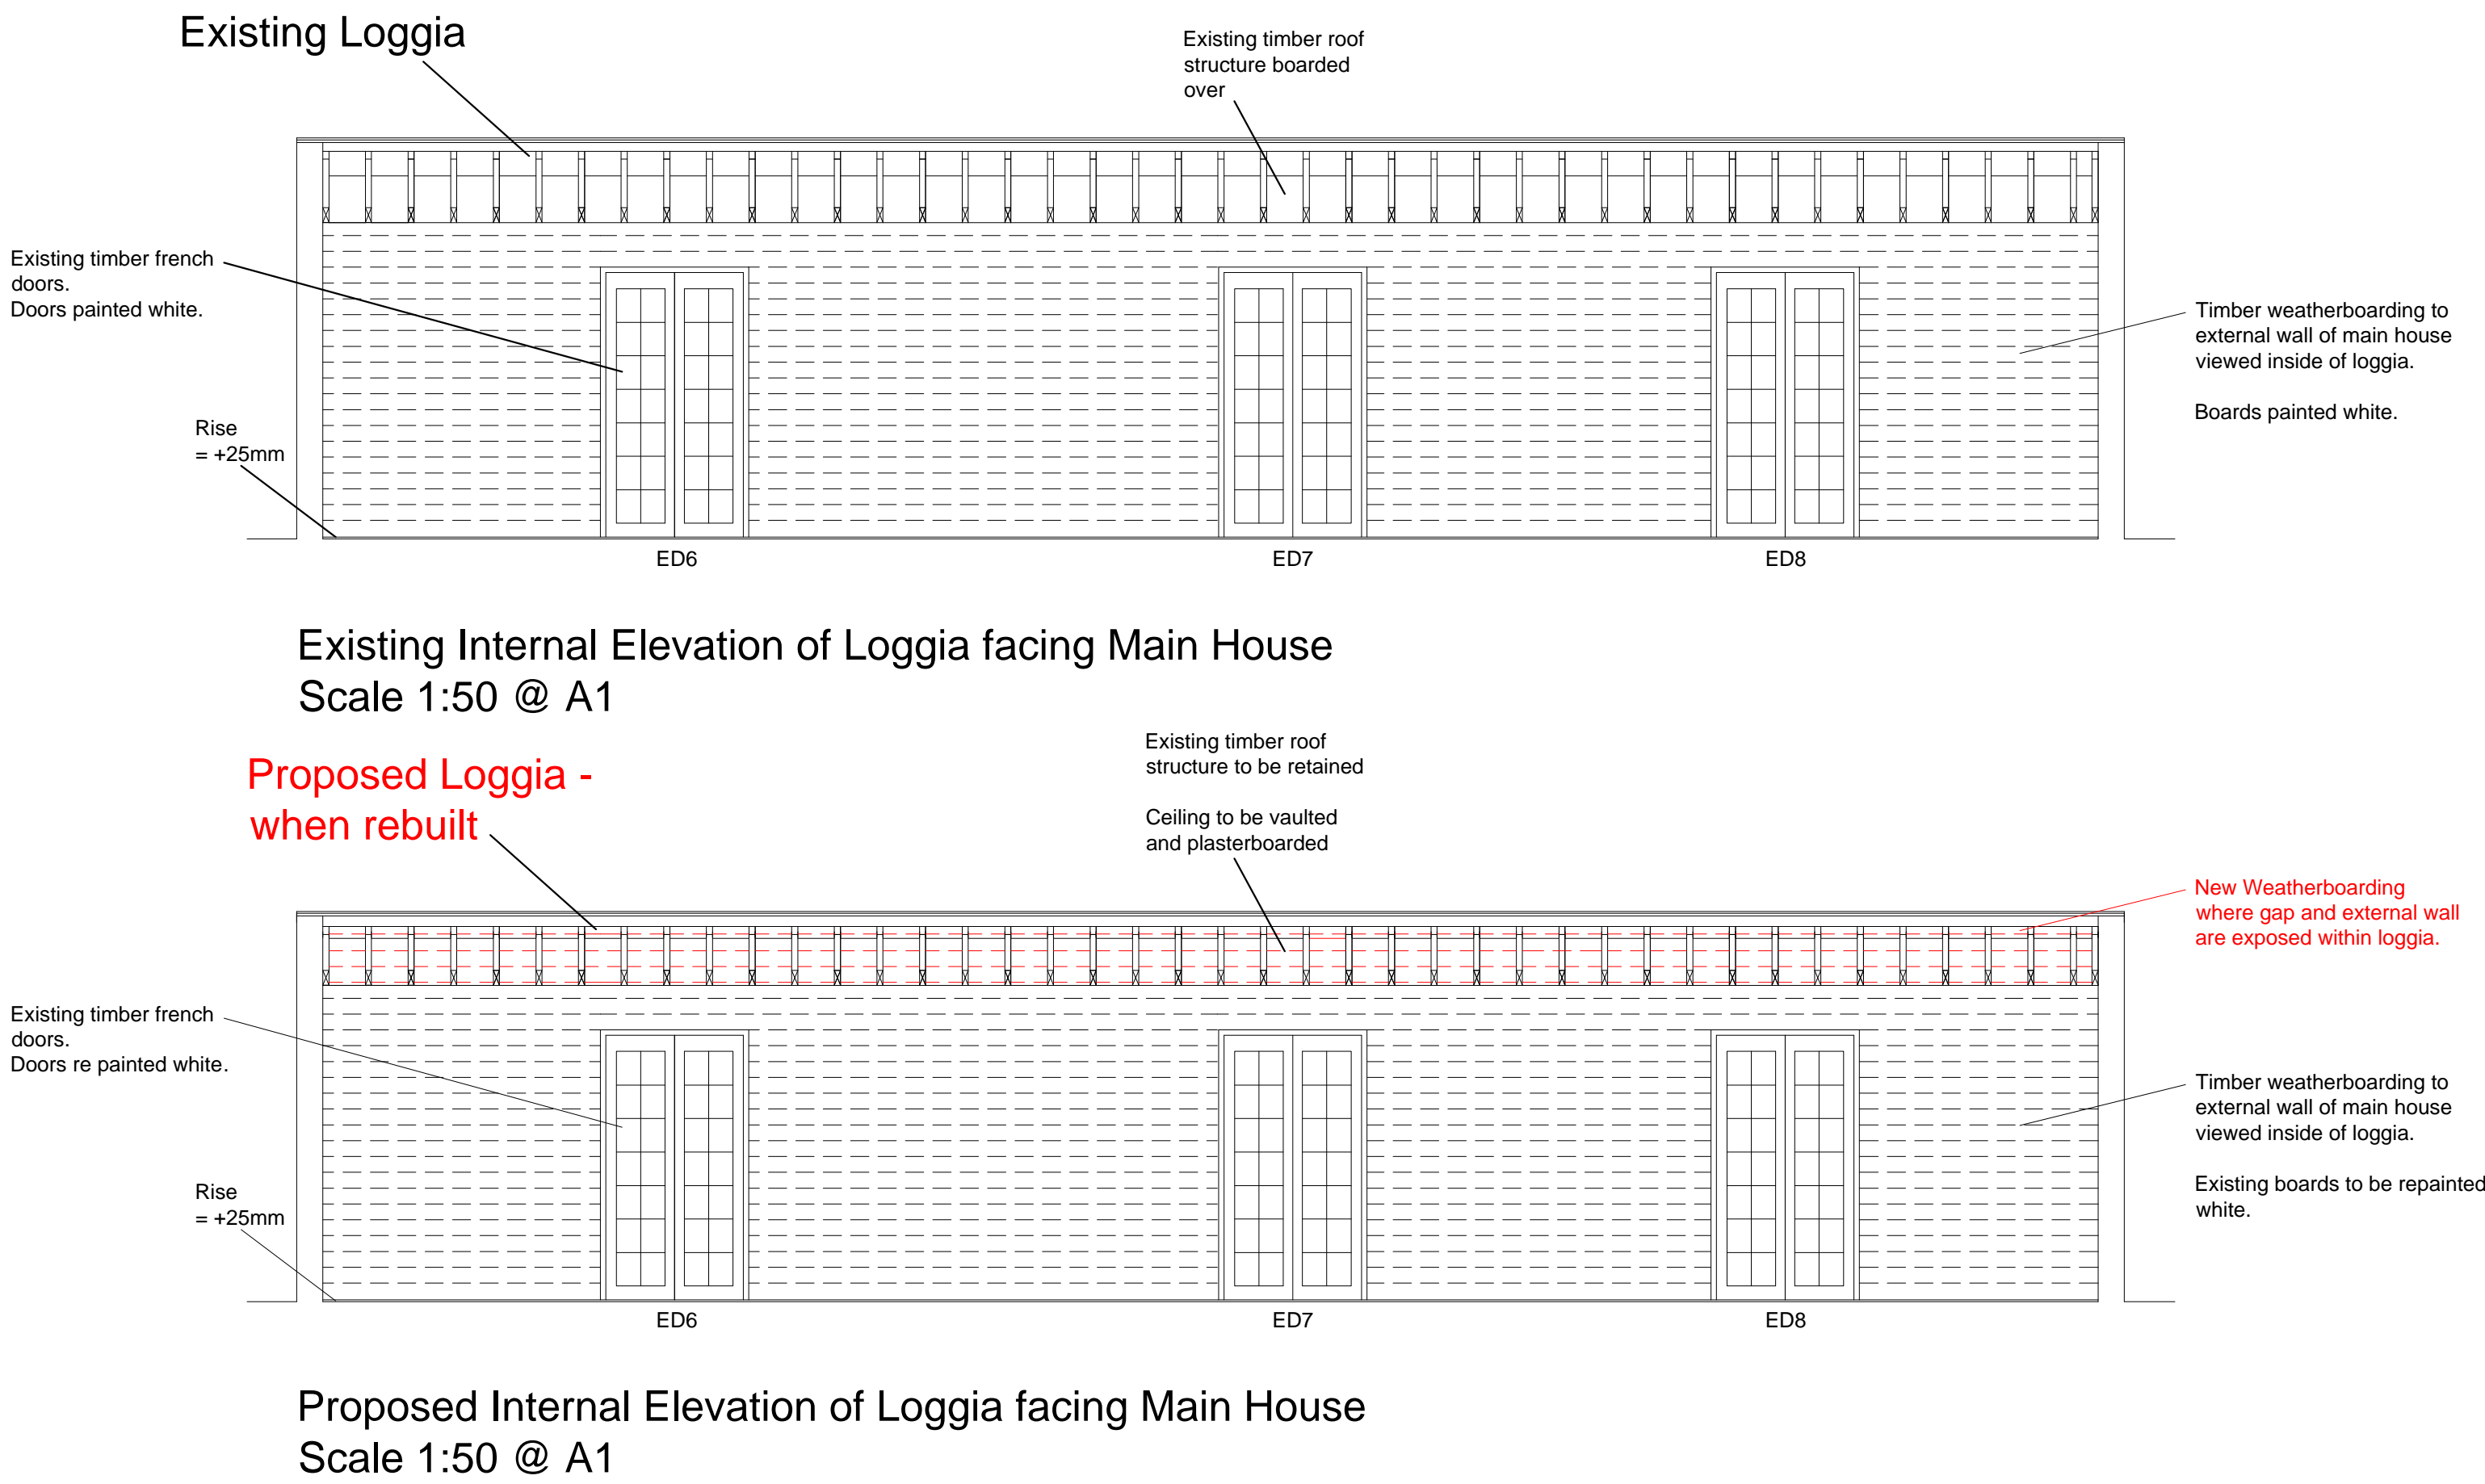 Existing Loggia
Existing timber roof
structure boarded
over
Existing timber french
doors.
Doors painted white.
Timber weatherboarding to
external wall of main house
viewed inside of loggia.
Boards painted white.
Rise
= +25mm
ED6
ED7
ED8
Existing Internal Elevation of Loggia facing Main House
Scale 1:50 @ A1
Existing timber roof
structure to be retained
Ceiling to be vaulted
and plasterboarded
Proposed Loggia -
when rebuilt
New Weatherboarding
where gap and external wall
are exposed within loggia.
Existing timber french
doors.
Doors re painted white.
Timber weatherboarding to
external wall of main house
viewed inside of loggia.
Existing boards to be repainted
white.
Rise
= +25mm
ED6
ED7
ED8
Proposed Internal Elevation of Loggia facing Main House
Scale 1:50 @ A1